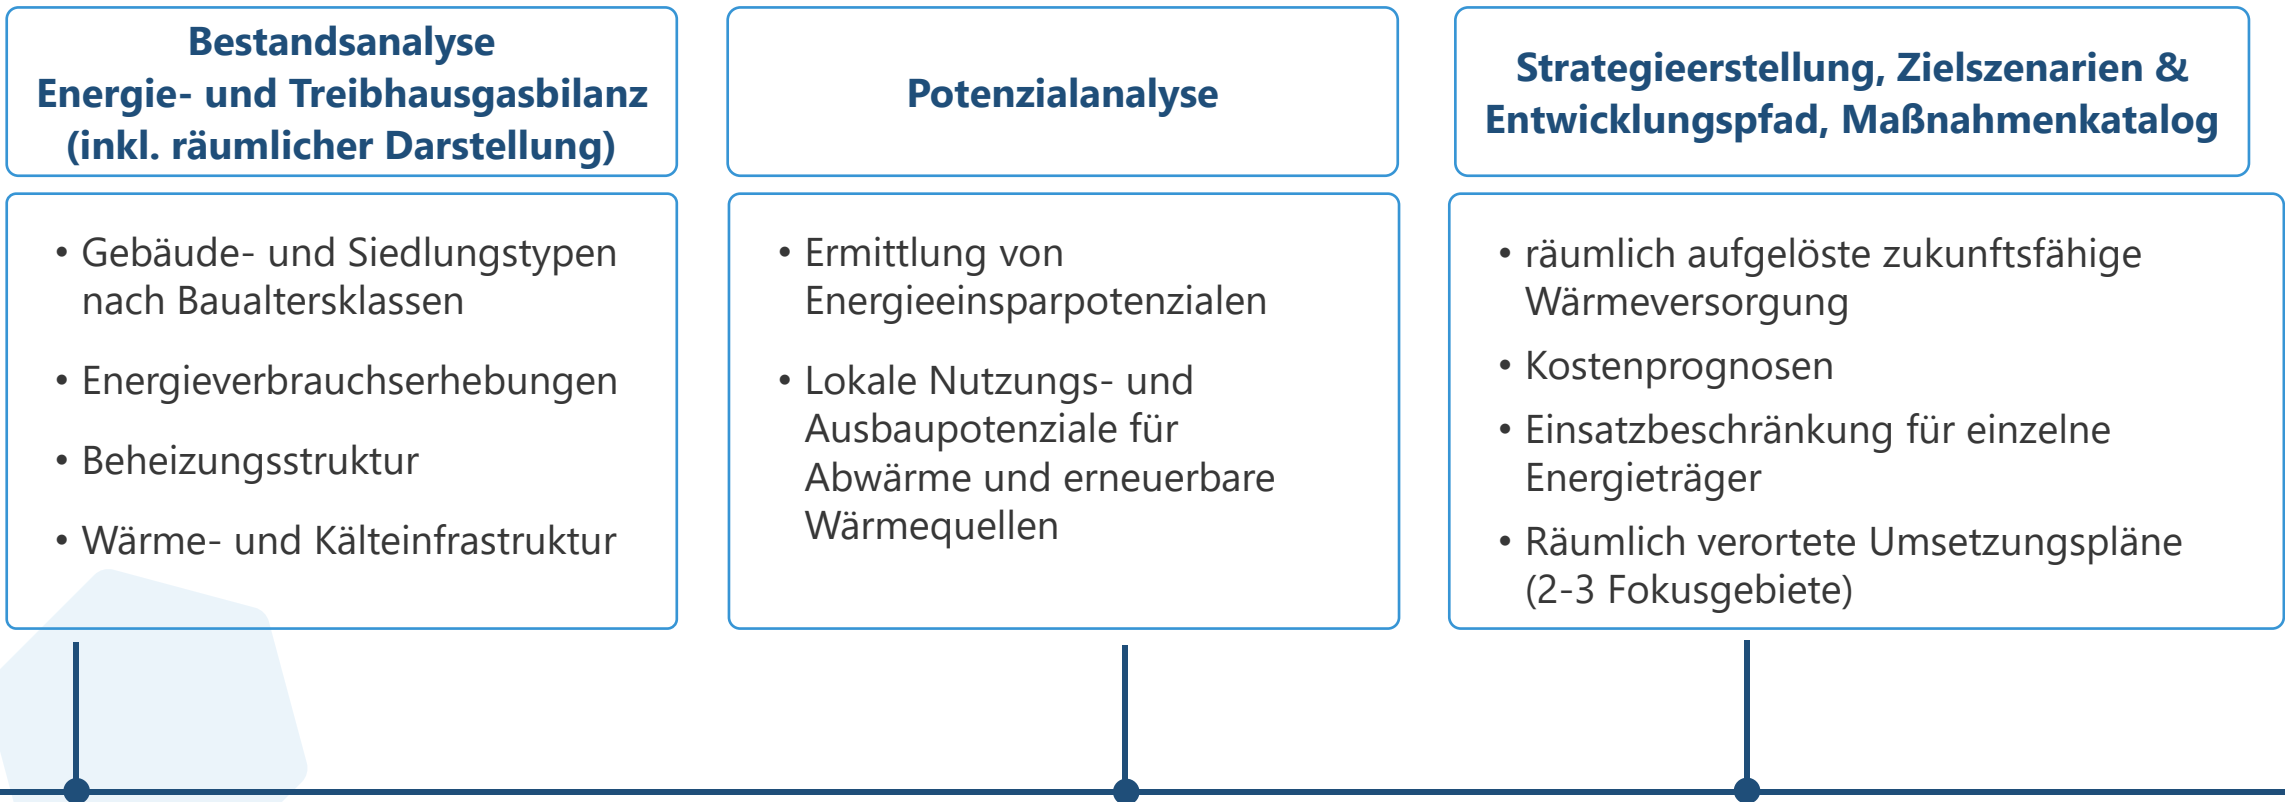 Bestandsanalyse
Energie- und Treibhausgasbilanz
(inkl. räumlicher Darstellung)
• Gebäude- und Siedlungstypen
nach Baualtersklassen
• Energieverbrauchserhebungen
• Beheizungsstruktur
• Wärme- und Kälteinfrastruktur
Potenzialanalyse
• Ermittlung von
Energieeinsparpotenzialen
• Lokale Nutzungs- und
Ausbaupotenziale für
Abwärme und erneuerbare
Wärmequellen
Strategieerstellung, Zielszenarien &
Entwicklungspfad, Maßnahmenkatalog
• räumlich aufgelöste zukunftsfähige
Wärmeversorgung
• Kostenprognosen
• Einsatzbeschränkung für einzelne
Energieträger
• Räumlich verortete Umsetzungspläne
(2-3 Fokusgebiete)